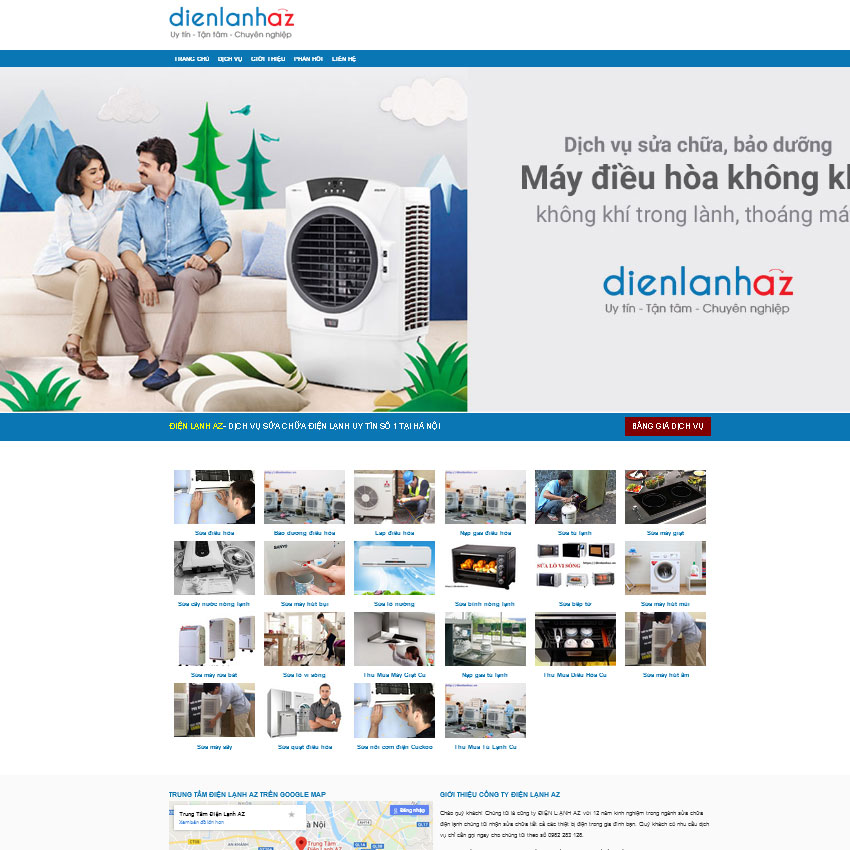 dienlanhaz
Uy tín - Tận tâm - Chuyên nghiệp
TRANG CHỦ DỊCH VỤ GIỚI THIỆU PHẢN HỒI LIÊN HỆ
Dịch vụ sửa chữa, bảo dưỡng
Máy điều hòa không kh
không khí trong lành, thoáng má
dienlanhaz
Uy tín - Tận tâm - Chuyên nghiệp
ĐIỆN LẠNH AZ- DỊCH VỤ SỬA CHỮA ĐIỆN LẠNH UY TÍN SỐ 1 TẠI HÀ NỘI
BẢNG GIÁ DỊCH VỤ
Sửa điều hòa Bảo dưỡng điều hòa Lắp điều hòa Nạp gas điều hòa Sửa tủ lạnh Sửa máy giặt
SANYO
SỬA LÒ VI SÓNG
Sửa cây nước nóng lạnh Sửa máy hút bụi Sửa lò nướng Sửa bình nóng lạnh Sửa bếp từ Sửa máy hút mùi
Sửa máy rửa bát Sửa lò vi sóng Thu Mua Máy Giặt Cũ Nạp gas tủ lạnh Thu Mua Điều Hòa Cũ Sửa máy hút ẩm
Sửa máy sấy Sửa quạt điều hòa Sửa nồi cơm điện Cuckoo Thu Mua Tủ Lạnh Cũ
TRUNG TÂM ĐIỆN LẠNH AZ TRÊN GOOGLE MAP
Trung Tâm Điện Lạnh AZ
Xem bản đồ lớn hơn
Đăng nhập
à Nội
Trung Tâm
Điện Lạnh AZ
GIỚI THIỆU CÔNG TY ĐIỆN LẠNH AZ
Chào quý khách! Chúng tôi là công ty ĐIỆN LẠNH AZ với 12 năm kinh nghiệm trong ngành sửa chữa
điện lạnh chúng tôi nhận sửa chữa tất cả các thiết bị điện trong gia đình bạn. Quý khách có nhu cầu dịch
vụ chỉ cần gọi ngay cho chúng tôi theo số 0962 283 126.